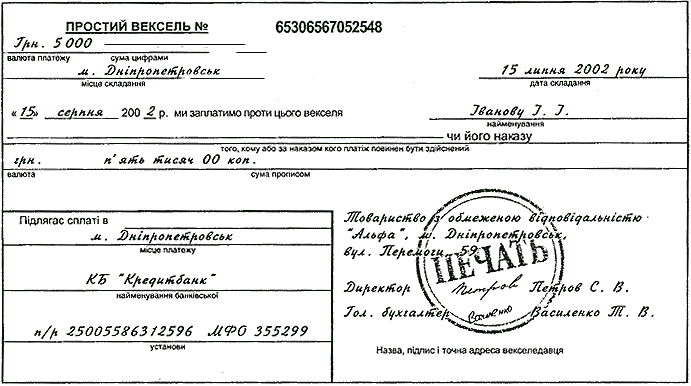 ПРОСТИЙ ВЕКСЕЛЬ № 65306567052548
Грн. 5 000
валюта платежу сума цифрами
м. Дніпропетровськ 15 липня 2002 року
місце складання дата складання
« 15» серпня 200 2 р. ми заплатимо проти цього векселя Іванову І. І.
найменування
чи його наказу
того, кому або за наказом кого платіж повинен бути здійснений
грн. п'ять тисяч 00 коп.
валюта сума прописом
Підлягає сплаті в
м. Дніпропетровськ
місце платежу
КБ "Кредитбанк"
найменування банківської
п/р 25005586312596 МФО 355299
установи
Товариство з обмеженою відповідальністю
"Альфа", м. Дніпропетровськ,
вул. Перемоги, 59
ПЕЧАТЬ
Директор Петров Петров С. В.
Гол. бухгалтер Василенко Василенко Т. В.
Назва, підпис і точна адреса векселедавця